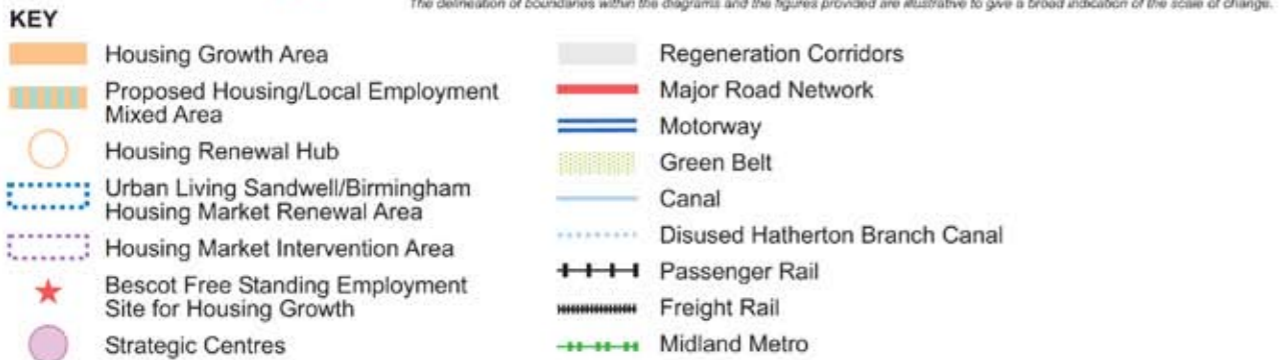 The delineation of boundaries within the diagrams and the figures provided are illustrative to give a broad indication of the scale of change.
KEY
Housing Growth Area
Proposed Housing/Local Employment
Mixed Area
Housing Renewal Hub
Urban Living Sandwell/Birmingham
Housing Market Renewal Area
Housing Market Intervention Area
Bescot Free Standing Employment
Site for Housing Growth
Strategic Centres
Regeneration Corridors
Major Road Network
Motorway
Green Belt
Canal
Disused Hatherton Branch Canal
Passenger Rail
Freight Rail
Midland Metro